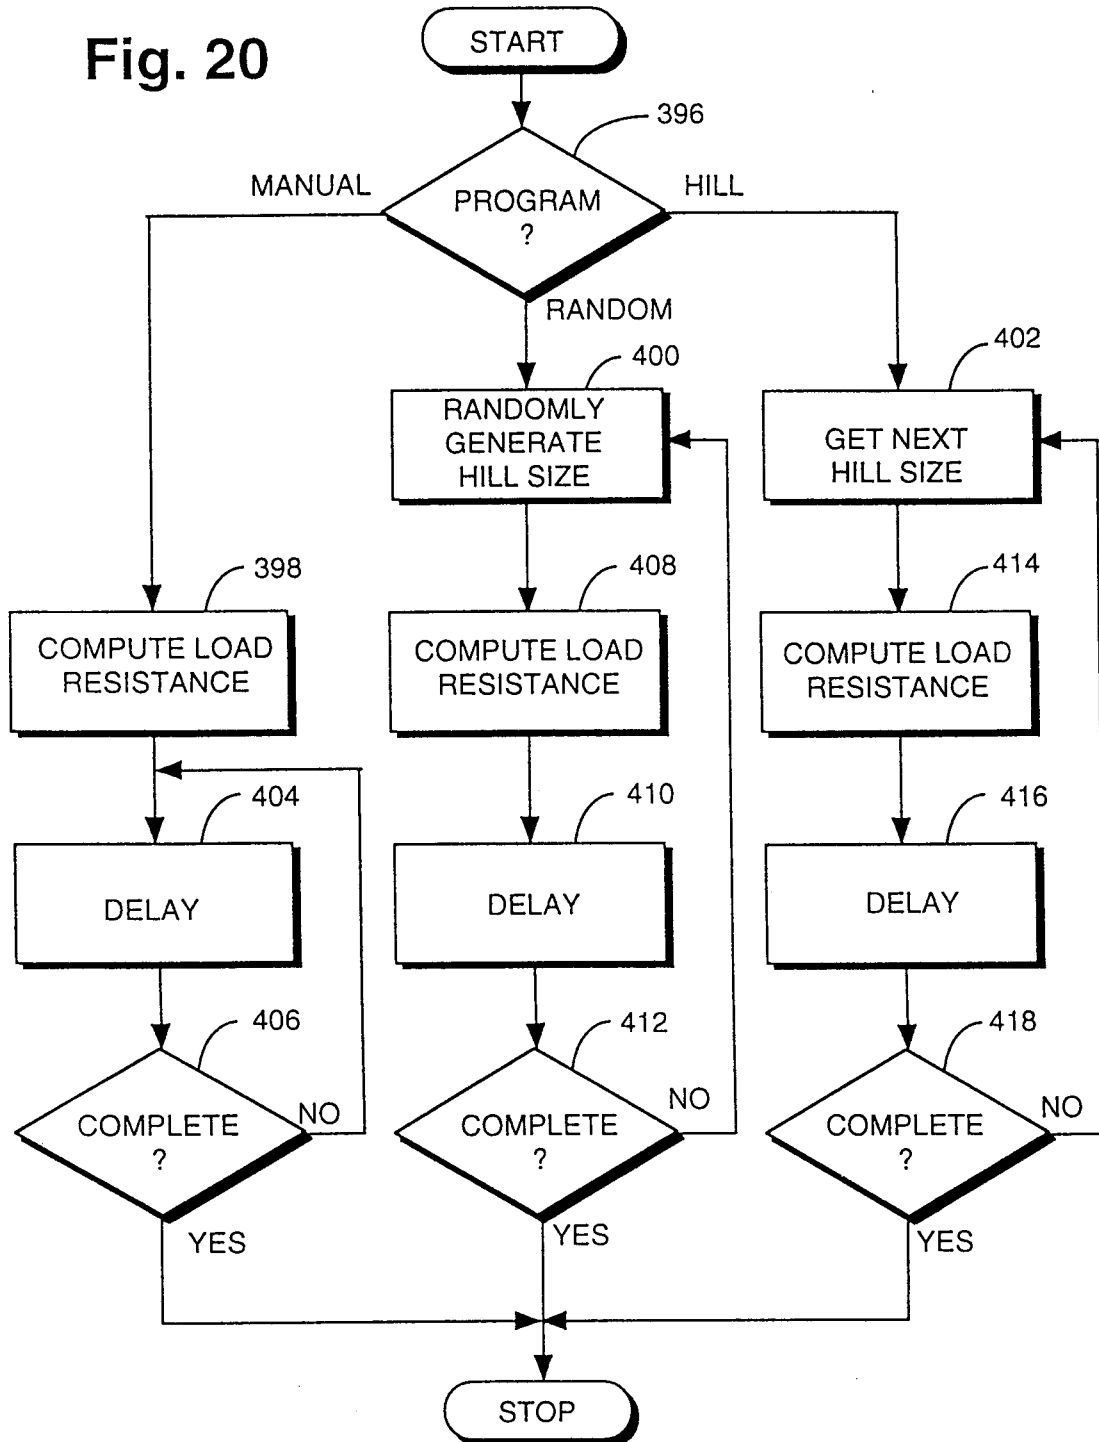 Fig. 20
START
396
MANUAL
HILL
PROGRAM
?
RANDOM
400
402
RANDOMLY
GENERATE
HILL SIZE
GET NEXT
HILL SIZE
398
408
414
COMPUTE LOAD
RESISTANCE
COMPUTE LOAD
RESISTANCE
COMPUTE LOAD
RESISTANCE
404
410
416
DELAY
DELAY
DELAY
406
412
418
COMPLETE
?
NO
COMPLETE
?
NO
COMPLETE
?
NO
YES
YES
YES
STOP